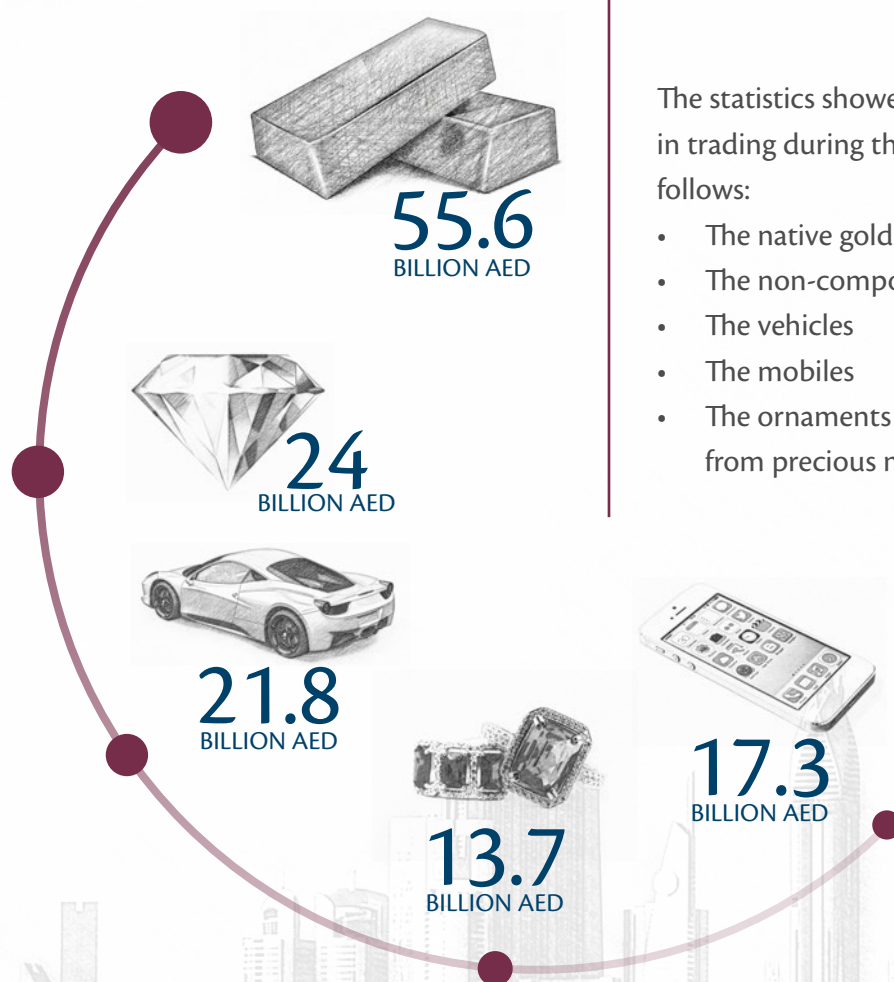 55.6
BILLION AED
24
BILLION AED
21.8
BILLION AED
13.7
BILLION AED
17.3
BILLION AED
The statistics showe
in trading during th
follows:
• The native gold
• The non-compo
• The vehicles
• The mobiles
• The ornaments
from precious